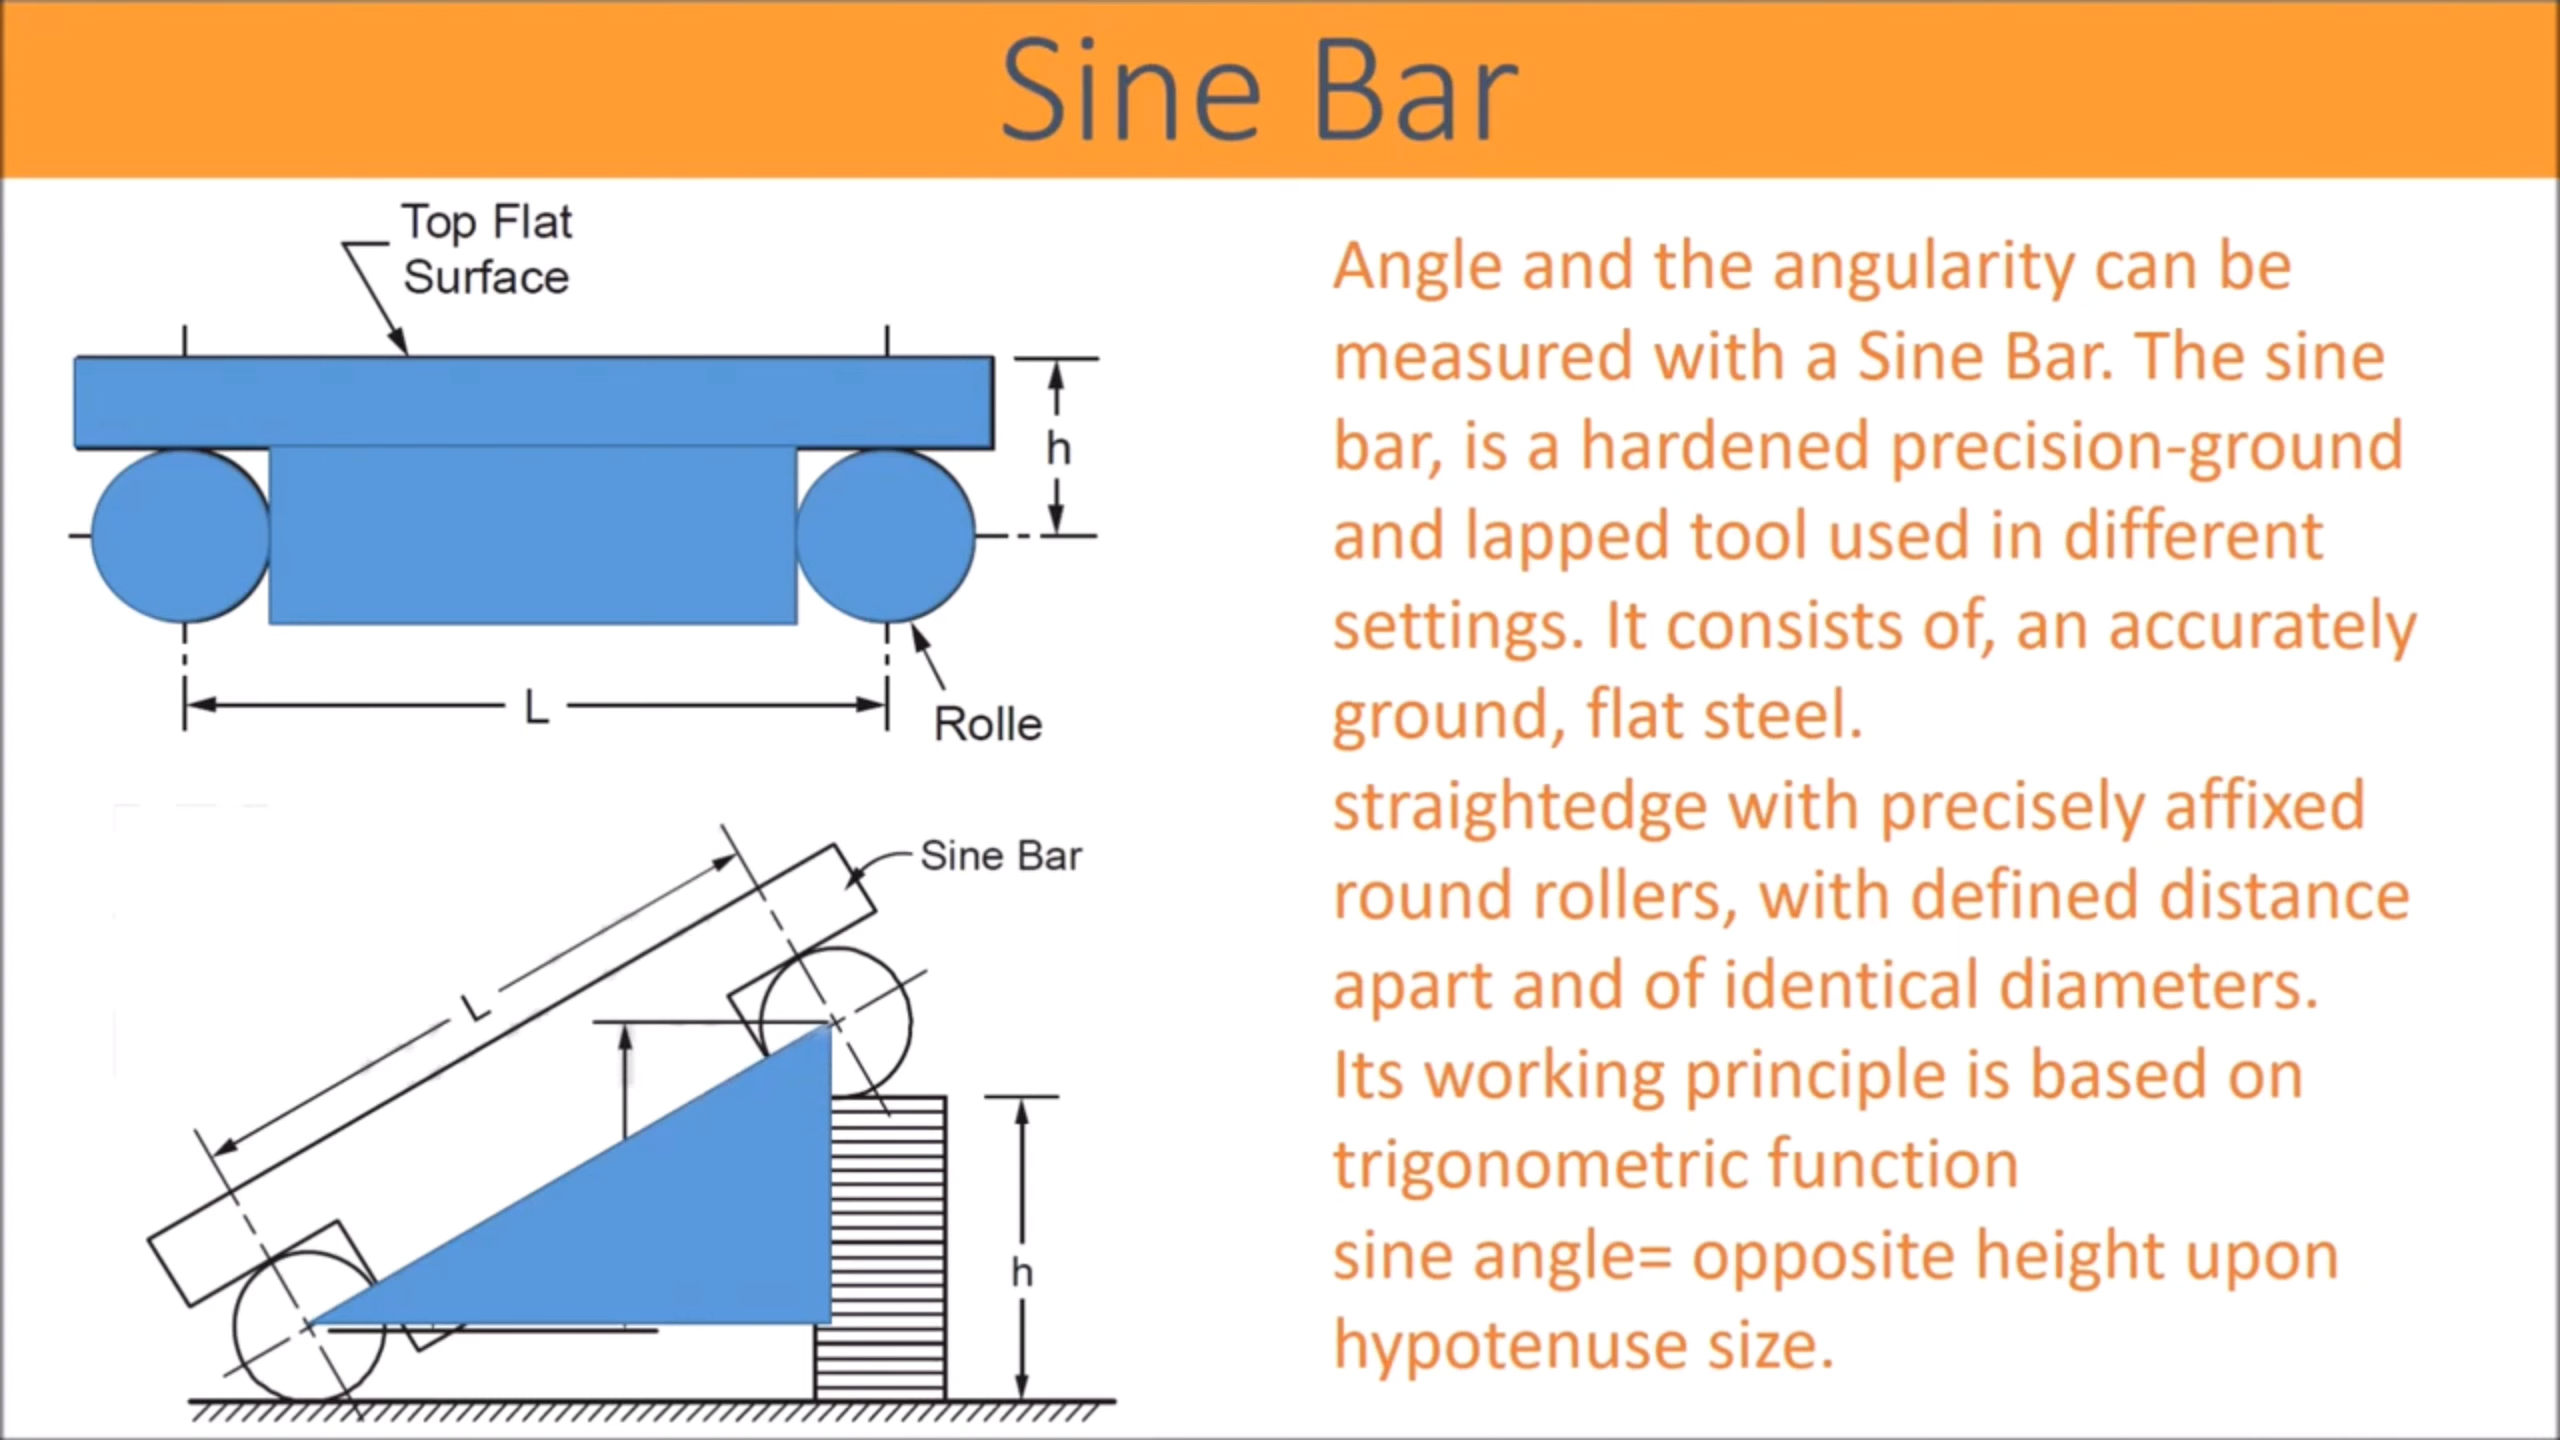 Sine Bar
Top Flat
Surface
h
L
Rolle
Sine Bar
L
h
Angle and the angularity can be
measured with a Sine Bar. The sine
bar, is a hardened precision-ground
and lapped tool used in different
settings. It consists of, an accurately
ground, flat steel.
straightedge with precisely affixed
round rollers, with defined distance
apart and of identical diameters.
Its working principle is based on
trigonometric function
sine angle= opposite height upon
hypotenuse size.